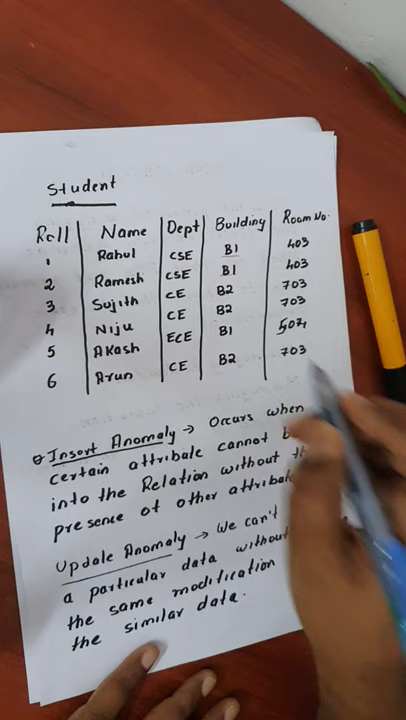 Student
Roll Name Dept Building Room No.
1 Rahul CSE B1 403
2 Ramesh CSE B1 403
3 Sujith CE B2 703
4 Niju CE B2 703
5 Akash ECE B1 507
6 Arun CE B2 703
Insert Anomaly → Occurs when
certain attribute cannot be
into the Relation without
presence of other
Update Anomaly → We can't
a particular data without
the same modification
the similar data.